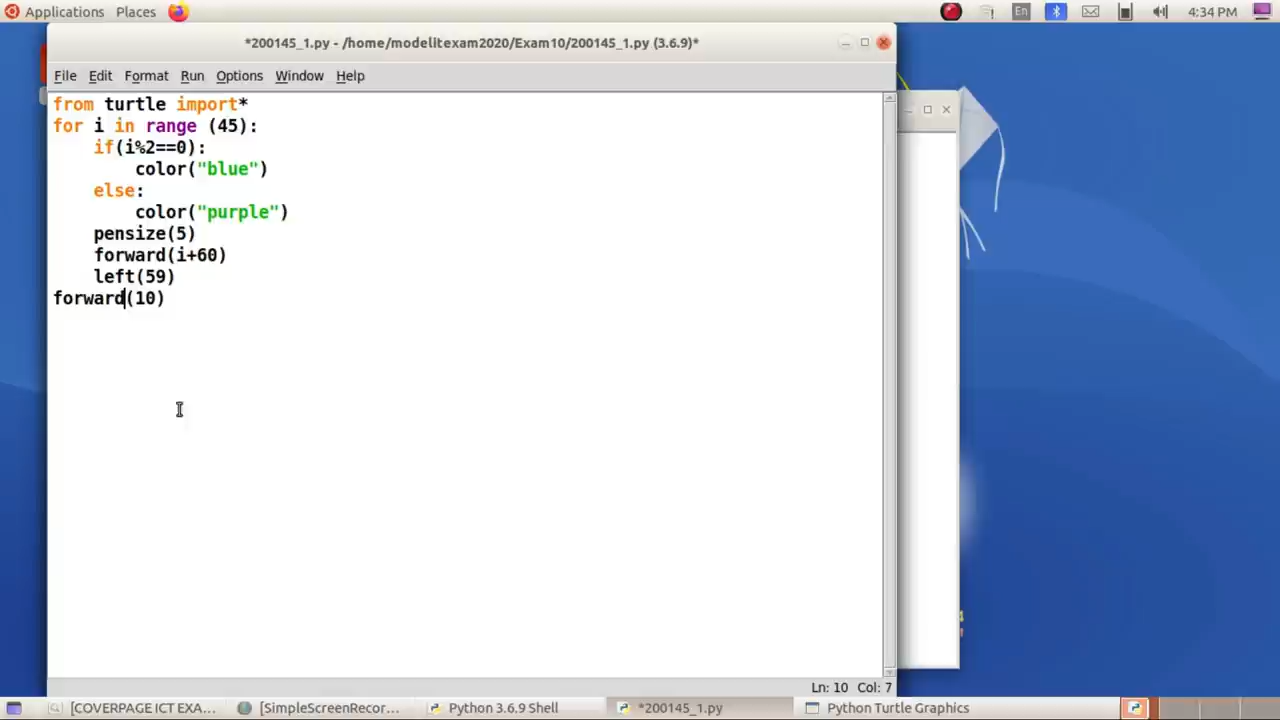 Applications Places En 4:34 PM
*200145_1.py - /home/modelitexam2020/Exam10/200145_1.py (3.6.9)*
File Edit Format Run Options Window Help
from turtle import*
for i in range (45):
    if(i%2==0):
        color("blue")
    else:
        color("purple")
    pensize(5)
    forward(i+60)
    left(59)
forward(10)
Ln: 10 Col: 7
[COVERPAGE ICT EXA... [SimpleScreenRecor... Python 3.6.9 Shell *200145_1.py Python Turtle Graphics